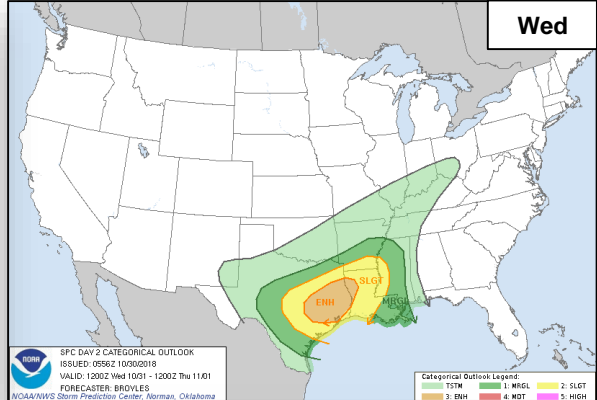 Wed
SLGT
ENH
MRGL
NOAA
SPC DAY 2 CATEGORICAL OUTLOOK
ISSUED: 0556Z 10/30/2018
VALID: 1200Z Wed 10/31 - 1200Z Thu 11/01
FORECASTER: BROYLES
NOAA/NWS Storm Prediction Center, Norman, Oklahoma
Categorical Outlook Legend:
TSTM 1: MRGL 2: SLGT
3: ENH 4: MDT 5: HIGH